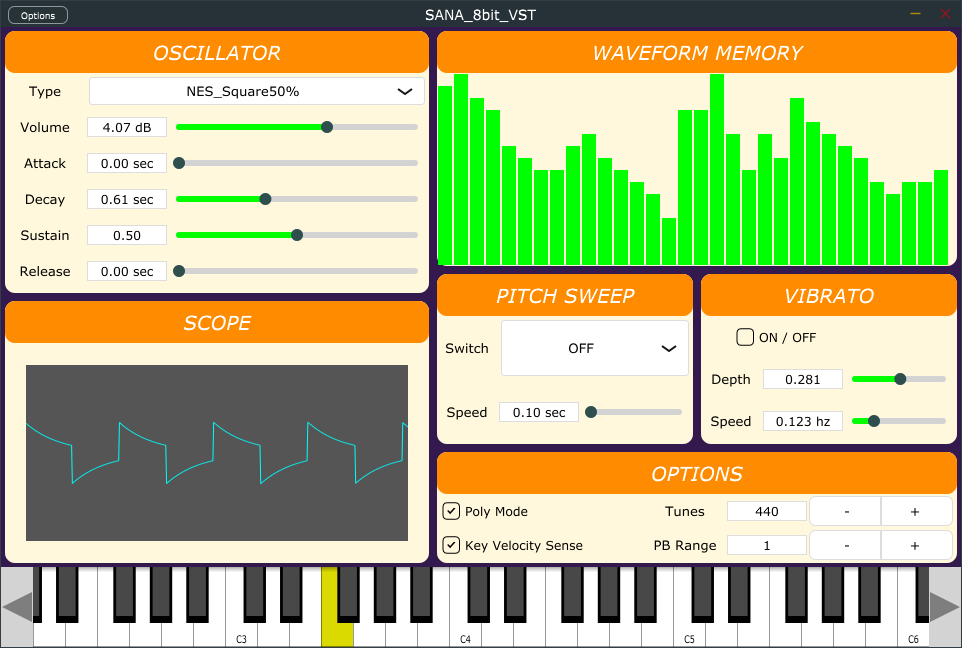 Options
SANA_8bit_VST
OSCILLATOR
Type NES_Square50%
Volume 4.07 dB
Attack 0.00 sec
Decay 0.61 sec
Sustain 0.50
Release 0.00 sec
SCOPE
WAVEFORM MEMORY
PITCH SWEEP
Switch OFF
Speed 0.10 sec
VIBRATO
ON / OFF
Depth 0.281
Speed 0.123 hz
OPTIONS
Poly Mode Tunes 440 - +
Key Velocity Sense PB Range 1 - +
C3 C4 C5 C6